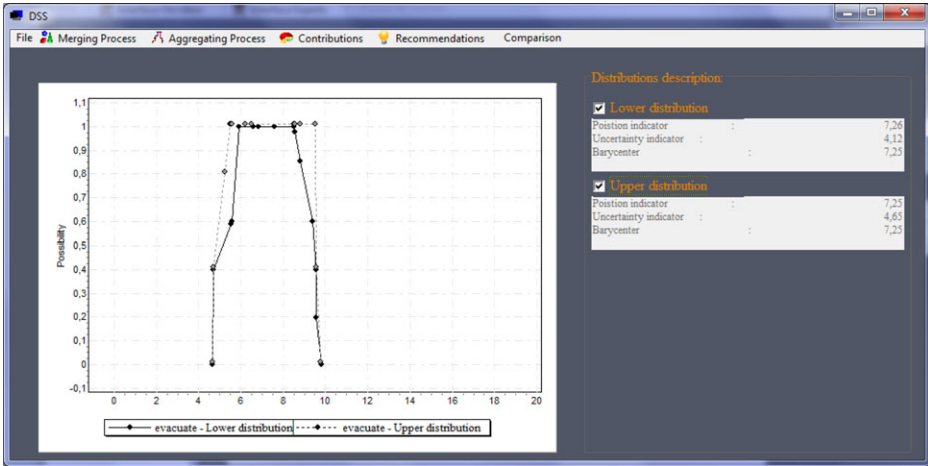 DSS
File Merging Process Aggregating Process Contributions Recommendations Comparison
Distributions description:
Lower distribution
Poistion indicator : 7,26
Uncertainty indicator : 4,12
Barycenter : 7,25
Upper distribution
Poistion indicator : 7,25
Uncertainty indicator : 4,65
Barycenter : 7,25
1,1
1
0,9
0,8
0,7
0,6
0,5
0,4
0,3
0,2
0,1
0
-0,1
Possibility
0 2 4 6 8 10 12 14 16 18 20
evacuate - Lower distribution evacuate - Upper distribution